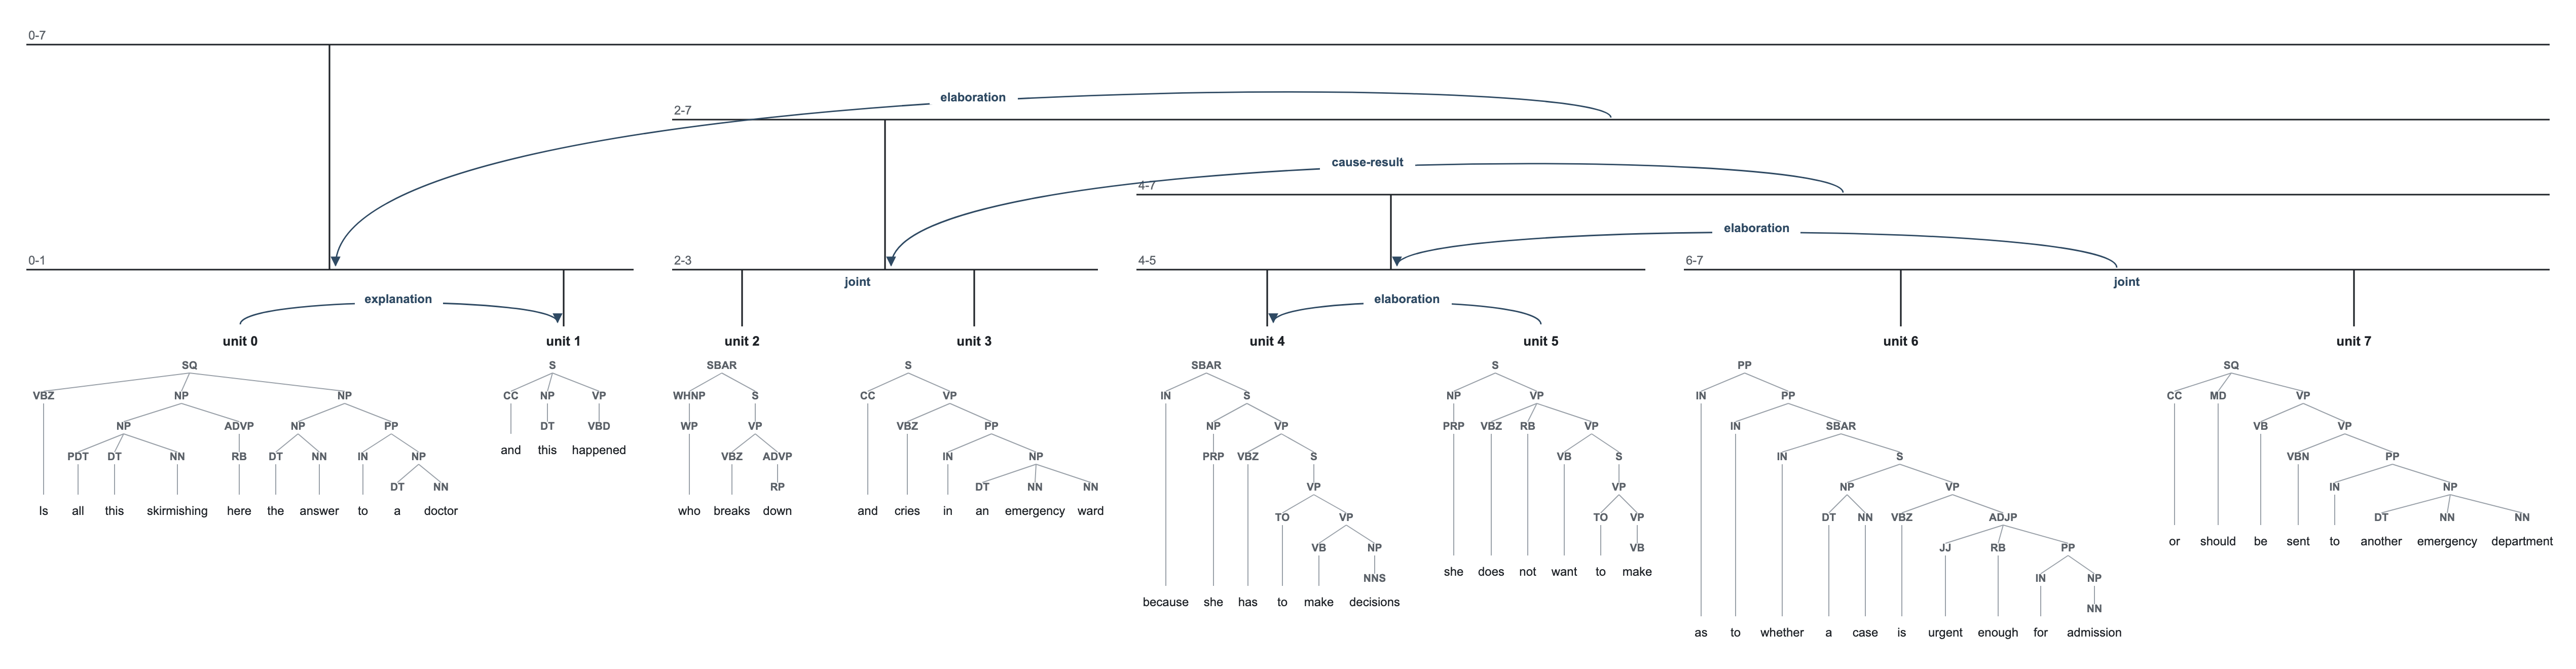 0-7
elaboration
2-7
cause-result
4-7
elaboration
0-1 2-3 4-5 6-7
joint joint
explanation elaboration
unit 0 unit 1 unit 2 unit 3 unit 4 unit 5 unit 6 unit 7
SQ S SBAR S SBAR S PP SQ
VBZ NP NP CC NP VP WHNP S CC VP IN S NP VP IN PP CC MD VP
NP ADVP NP PP DT VBD WP VP VBZ PP NP VP PRP VBZ RB VP IN SBAR VB VP
and this happened
PDT DT NN RB DT NN IN NP VBZ ADVP IN NP PRP VBZ S VB S IN S VBN PP
DT NN RP DT NN NN VP VP NP VP IN NP
Is all this skirmishing here the answer to a doctor who breaks down and cries in an emergency ward
TO VP TO VP DT NN VBZ ADJP DT NN NN
or should be sent to another emergency department
VB NP VB JJ RB PP
she does not want to make
NNS IN NP
because she has to make decisions
NN
as to whether a case is urgent enough for admission